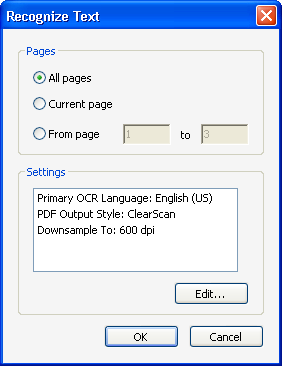 Recognize Text
Pages
All pages
Current page
From page 1 to 3
Settings
Primary OCR Language: English (US)
PDF Output Style: ClearScan
Downsample To: 600 dpi
Edit...
OK Cancel